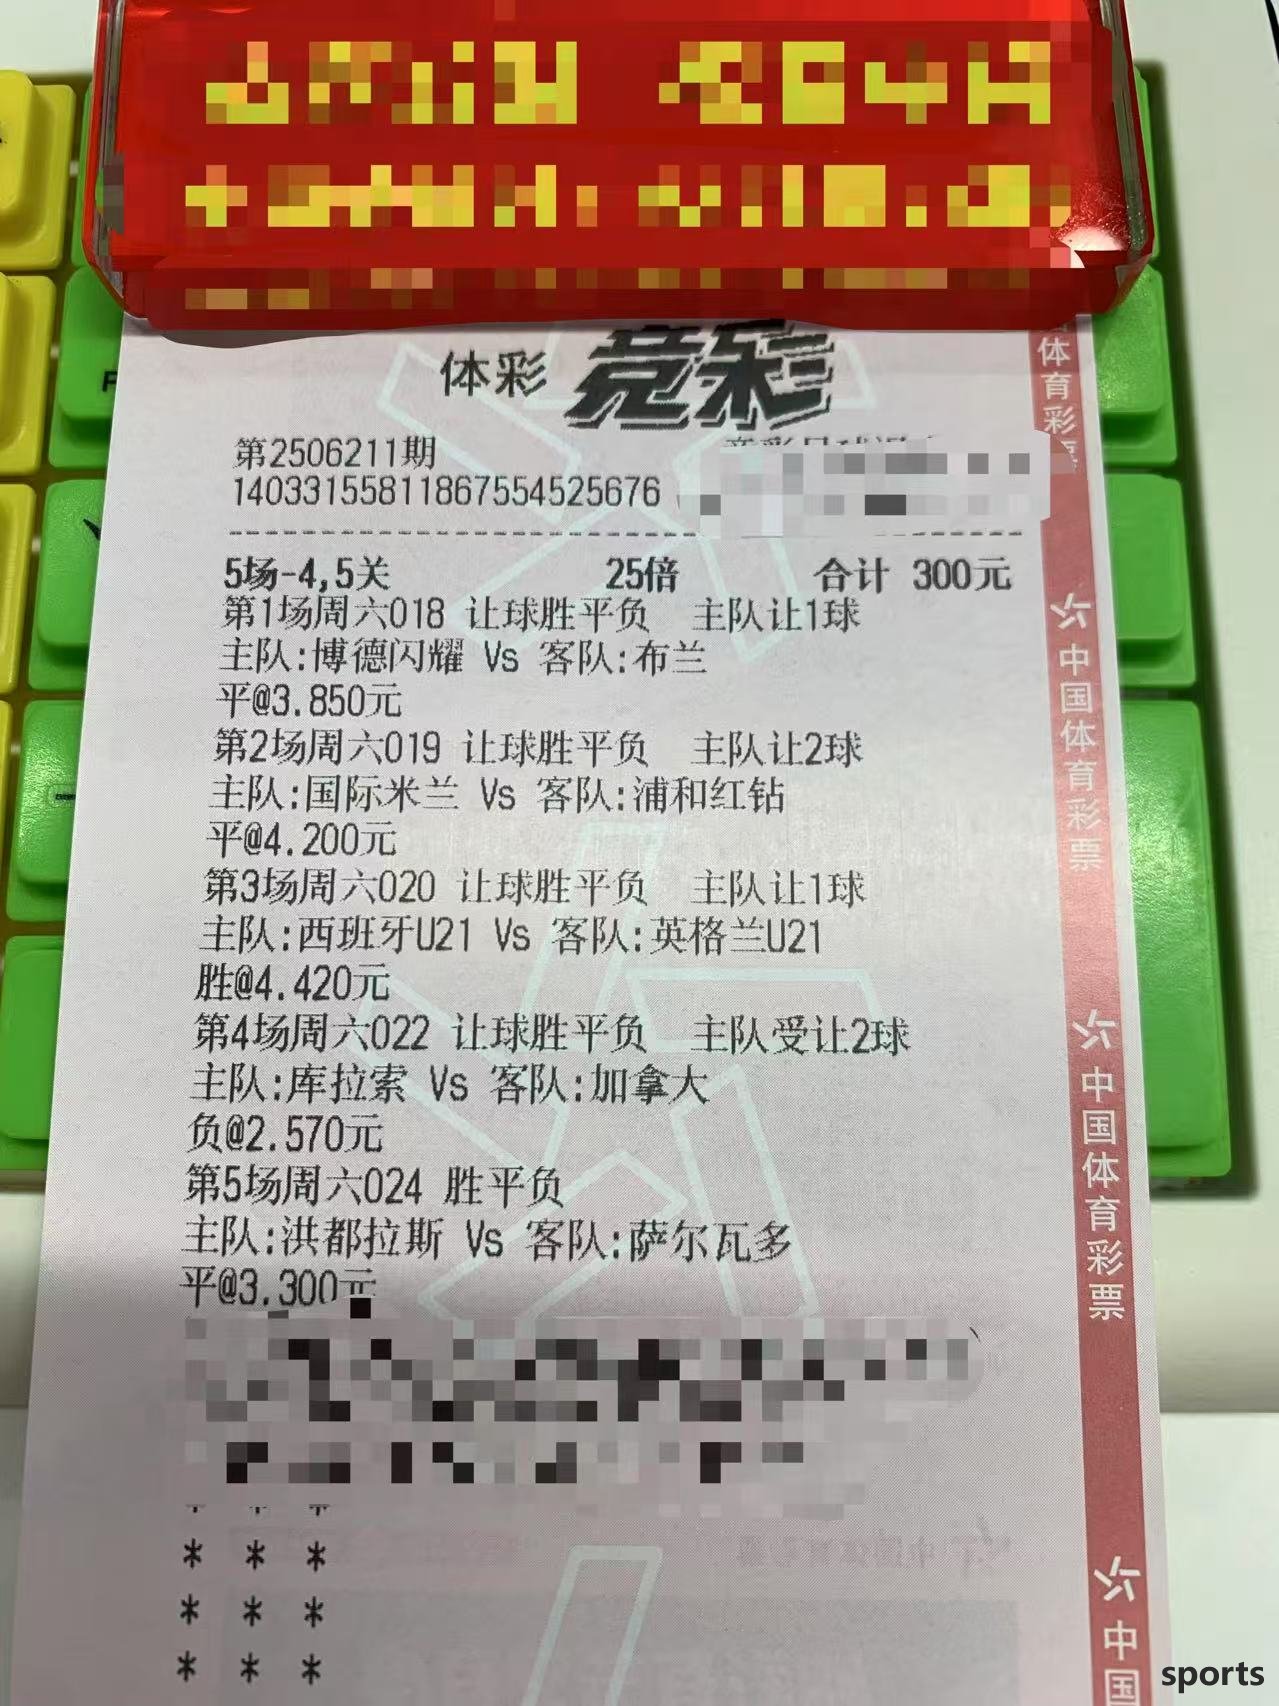 体彩 竞彩
第2506211期
14033155811867554525676
5场-4,5关 25倍 合计 300元
第1场周六018 让球胜平负 主队让1球
主队:博德闪耀 Vs 客队:布兰
平@3.850元
第2场周六019 让球胜平负 主队让2球
主队:国际米兰 Vs 客队:浦和红钻
平@4.200元
第3场周六020 让球胜平负 主队让1球
主队:西班牙U21 Vs 客队:英格兰U21
胜@4.420元
第4场周六022 让球胜平负 主队受让2球
主队:库拉索 Vs 客队:加拿大
负@2.570元
第5场周六024 胜平负
主队:洪都拉斯 Vs 客队:萨尔瓦多
平@3.300元
* * *
* * *
* * *
体育彩票
中国体育彩票
中国体育彩票
中国
sports